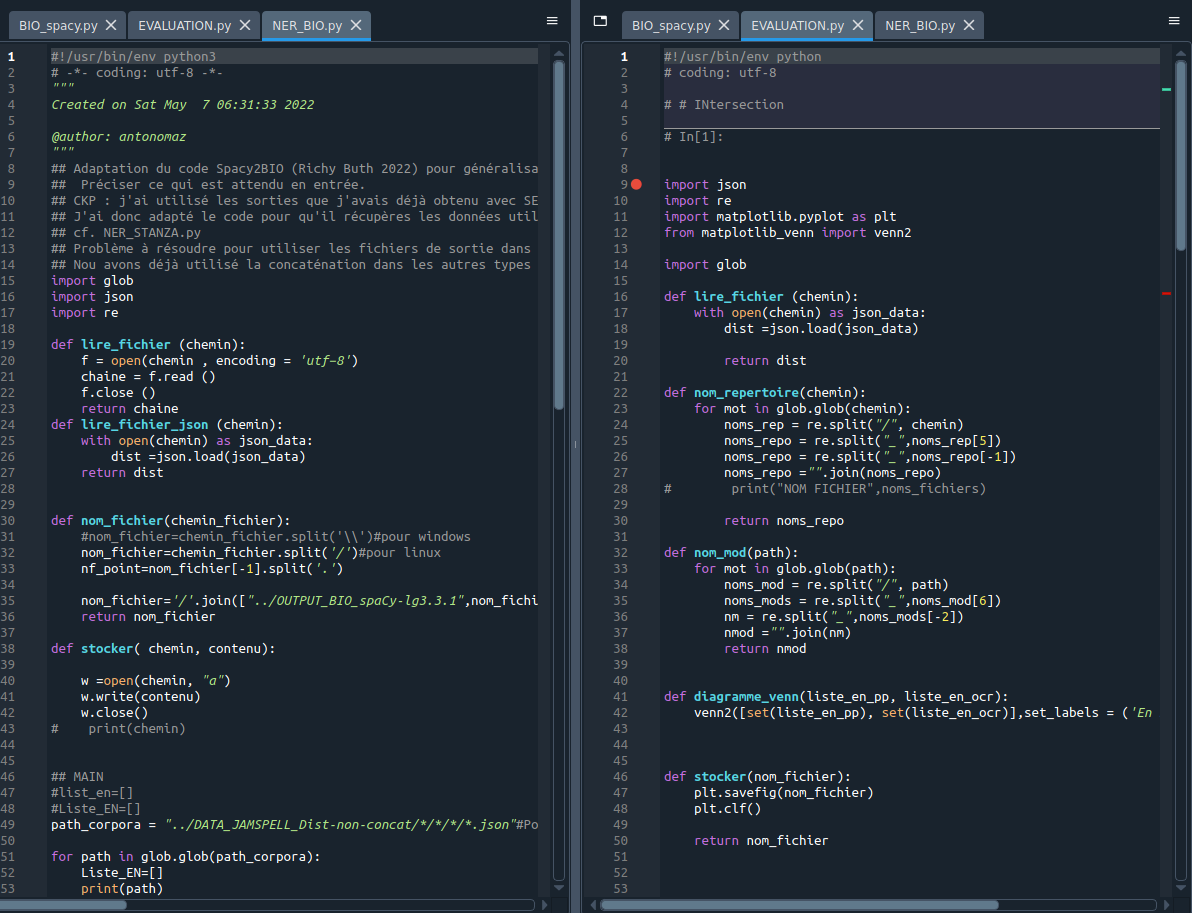 BIO_spacy.py
EVALUATION.py
NER_BIO.py
1 #!/usr/bin/env python3
2 # -*- coding: utf-8 -*-
3 """
4 Created on Sat May  7 06:31:33 2022
5
6 @author: antonomaz
7 """
8 ## Adaptation du code Spacy2BIO (Richy Buth 2022) pour généralisa
9 ##  Préciser ce qui est attendu en entrée.
10 ## CKP : j'ai utilisé les sorties que j'avais déjà obtenu avec SE
11 ## J'ai donc adapté le code pour qu'il récupères les données util
12 ## cf. NER_STANZA.py
13 ## Problème à résoudre pour utiliser les fichiers de sortie dans
14 ## Nou avons déjà utilisé la concaténation dans les autres types
15 import glob
16 import json
17 import re
18
19 def lire_fichier (chemin):
20     f = open(chemin , encoding = 'utf-8')
21     chaine = f.read ()
22     f.close ()
23     return chaine
24 def lire_fichier_json (chemin):
25     with open(chemin) as json_data:
26         dist =json.load(json_data)
27     return dist
28
29
30 def nom_fichier(chemin_fichier):
31     #nom_fichier=chemin_fichier.split('\\')#pour windows
32     nom_fichier=chemin_fichier.split('/')#pour linux
33     nf_point=nom_fichier[-1].split('.')
34
35     nom_fichier='/'.join(["../OUTPUT_BIO_spaCy-lg3.3.1",nom_fichi
36     return nom_fichier
37
38 def stocker( chemin, contenu):
39
40     w =open(chemin, "a")
41     w.write(contenu)
42     w.close()
43 #    print(chemin)
44
45
46 ## MAIN
47 #list_en=[]
48 #Liste_EN=[]
49 path_corpora = "../DATA_JAMSPELL_Dist-non-concat/*/*/*/*.json"#Po
50
51 for path in glob.glob(path_corpora):
52     Liste_EN=[]
53     print(path)
BIO_spacy.py
EVALUATION.py
NER_BIO.py
1 #!/usr/bin/env python
2 # coding: utf-8
3
4 # # INtersection
5
6 # In[1]:
7
8
9 import json
10 import re
11 import matplotlib.pyplot as plt
12 from matplotlib_venn import venn2
13
14 import glob
15
16 def lire_fichier (chemin):
17     with open(chemin) as json_data:
18         dist =json.load(json_data)
19
20         return dist
21
22 def nom_repertoire(chemin):
23     for mot in glob.glob(chemin):
24         noms_rep = re.split("/", chemin)
25         noms_repo = re.split("_",noms_rep[5])
26         noms_repo = re.split("_",noms_repo[-1])
27         noms_repo ="".join(noms_repo)
28 #        print("NOM FICHIER",noms_fichiers)
29
30         return noms_repo
31
32 def nom_mod(path):
33     for mot in glob.glob(path):
34         noms_mod = re.split("/", path)
35         noms_mods = re.split("_",noms_mod[6])
36         nm = re.split("_",noms_mods[-2])
37         nmod ="".join(nm)
38         return nmod
39
40
41 def diagramme_venn(liste_en_pp, liste_en_ocr):
42     venn2([set(liste_en_pp), set(liste_en_ocr)],set_labels = ('En
43
44
45
46 def stocker(nom_fichier):
47     plt.savefig(nom_fichier)
48     plt.clf()
49
50     return nom_fichier
51
52
53